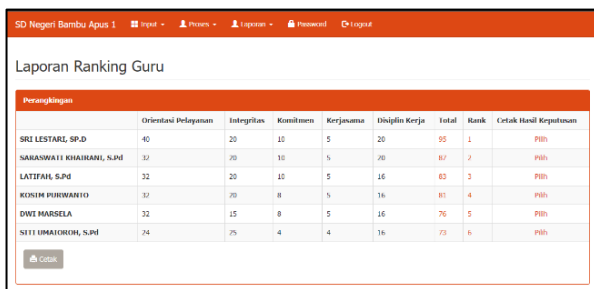 SD Negeri Bambu Apus 1 Input Proses Laporan Password Logout
Laporan Ranking Guru
Perangkingan
Orientasi Pelayanan Integritas Komitmen Kerjasama Disiplin Kerja Total Rank Cetak Hasil Keputusan
SRI LESTARI, SP.D 40 20 10 5 20 95 1 Pilih
SARASWATI KHAIRANI, S.Pd 32 20 10 5 20 87 2 Pilih
LATIFAH, S.Pd 32 20 10 5 16 83 3 Pilih
KOSIM PURWANTO 32 20 8 5 16 81 4 Pilih
DWI MARSELA 32 15 8 5 16 76 5 Pilih
SITI UMAIOROH, S.Pd 24 25 4 4 16 73 6 Pilih
Cetak